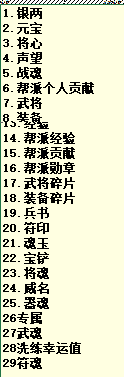 1.银两
2.元宝
3.将心
4.声望
5.战魂
6.帮派个人贡献
7.武将
8.装备
13.经验
14.帮派经验
15.帮派贡献
16.帮派勋章
17.武将碎片
18.装备碎片
19.兵书
20.符印
21.魂玉
22.宝铲
23.将魂
24.威名
25.器魂
26专属
27武魂
28洗练幸运值
29符魂